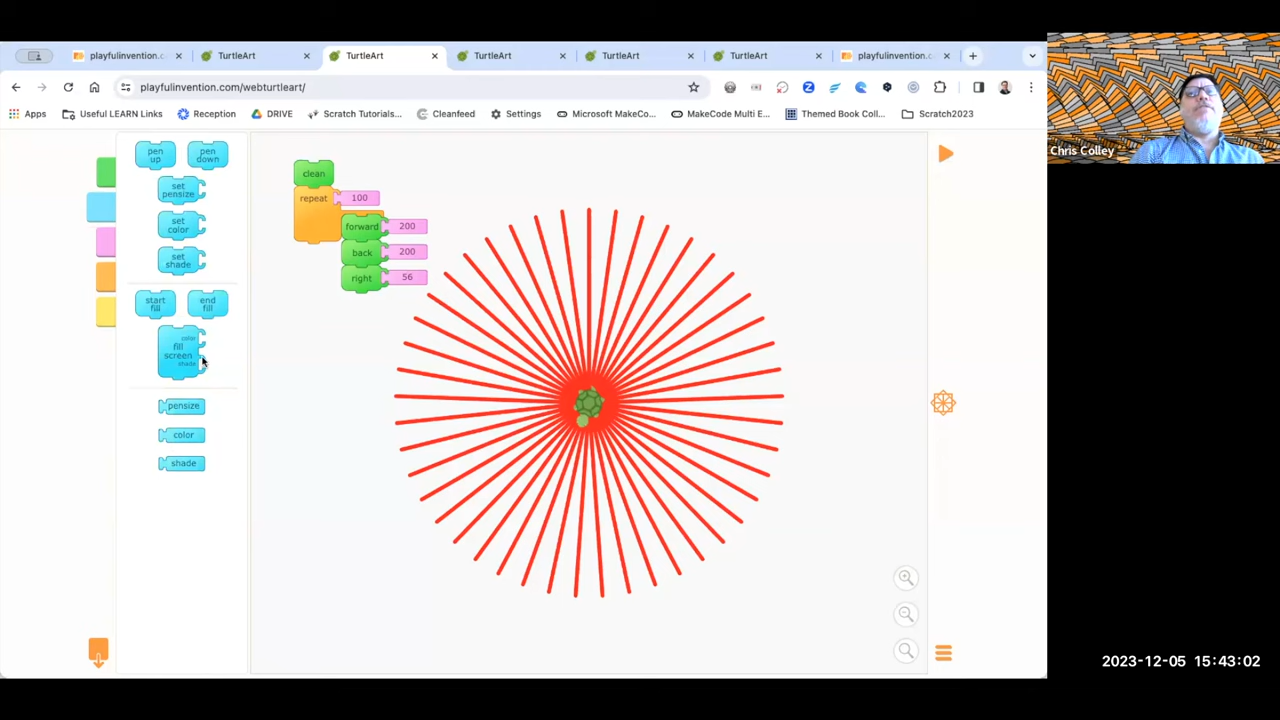 playfulinvention.c
TurtleArt
TurtleArt
TurtleArt
TurtleArt
TurtleArt
playfulinvention.c
playfulinvention.com/webturtleart/
Apps
Useful LEARN Links
Reception
DRIVE
Scratch Tutorials...
Cleanfeed
Settings
Microsoft MakeCo...
MakeCode Multi E...
Themed Book Coll...
Scratch2023
Chris Colley
pen up
pen down
set pensize
set color
set shade
start fill
end fill
color
fill screen
shade
pensize
color
shade
clean
repeat 100
forward 200
back 200
right 56
2023-12-05 15:43:02